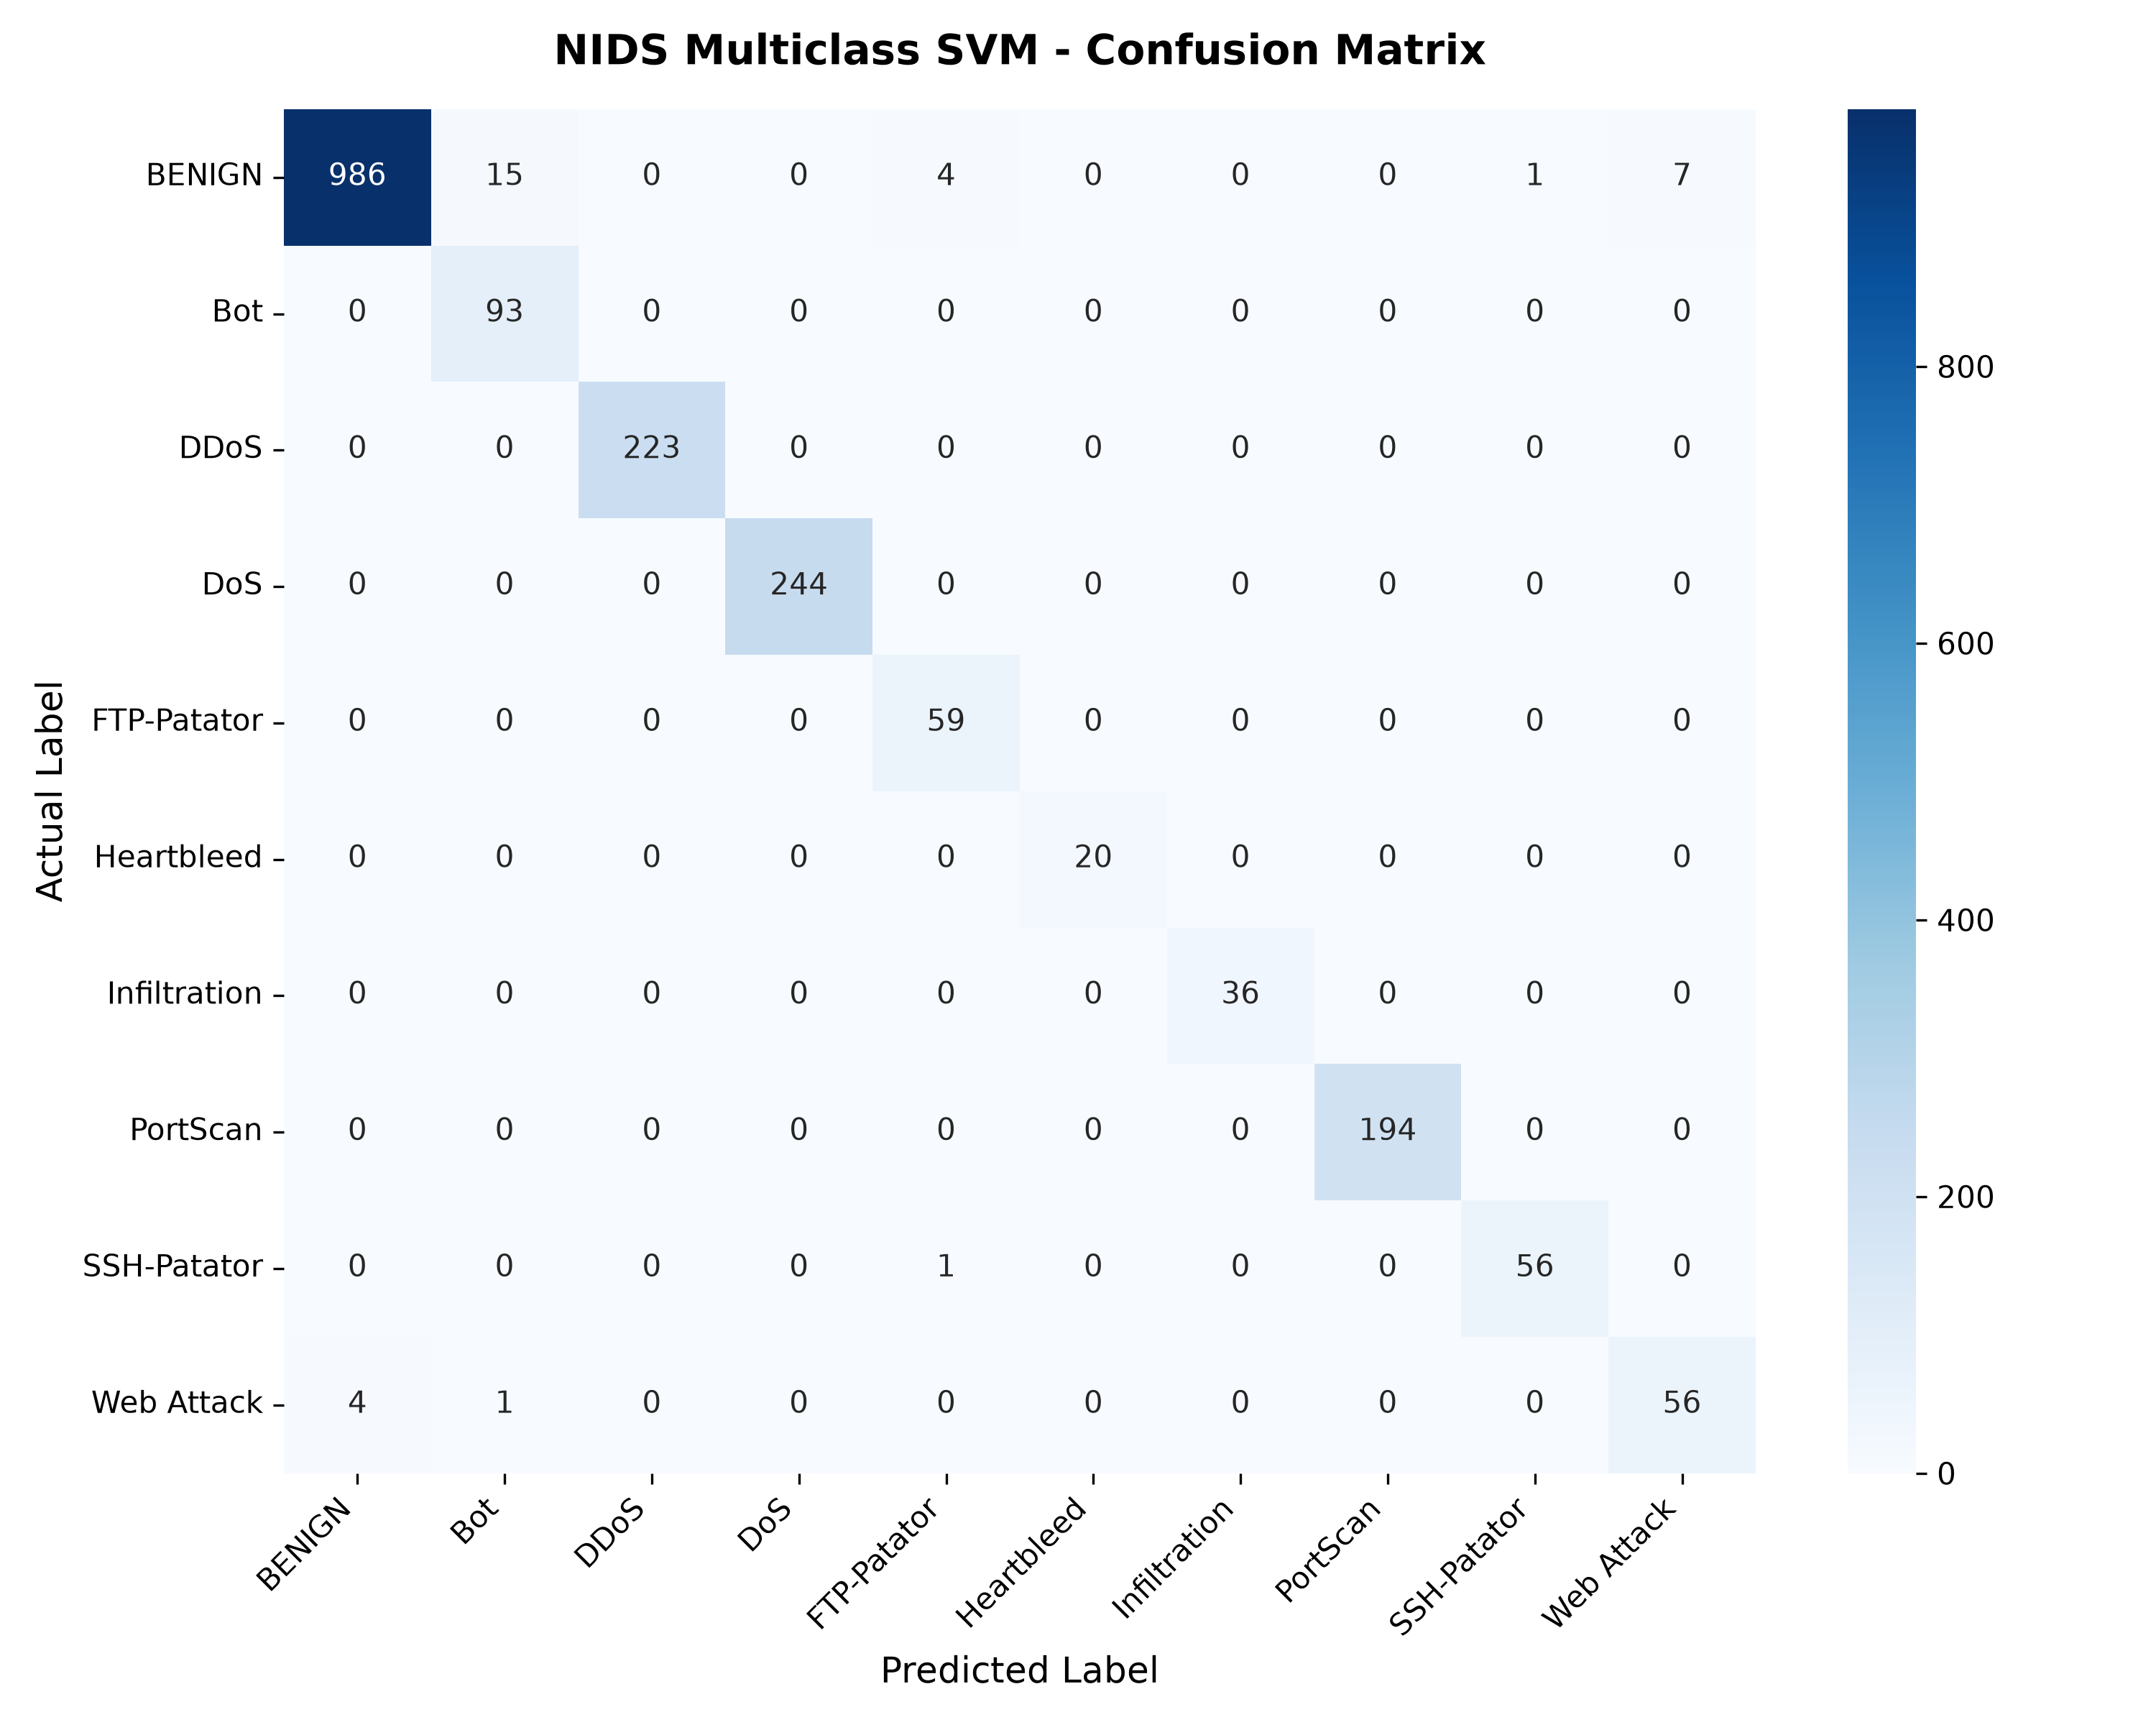 NIDS Multiclass SVM - Confusion Matrix
BENIGN 986 15 0 0 4 0 0 0 1 7
Bot 0 93 0 0 0 0 0 0 0 0
DDoS 0 0 223 0 0 0 0 0 0 0
DoS 0 0 0 244 0 0 0 0 0 0
FTP-Patator 0 0 0 0 59 0 0 0 0 0
Heartbleed 0 0 0 0 0 20 0 0 0 0
Infiltration 0 0 0 0 0 0 36 0 0 0
PortScan 0 0 0 0 0 0 0 194 0 0
SSH-Patator 0 0 0 0 1 0 0 0 56 0
Web Attack 4 1 0 0 0 0 0 0 0 56
Actual Label
BENIGN Bot DDoS DoS FTP-Patator Heartbleed Infiltration PortScan SSH-Patator Web Attack
Predicted Label
800
600
400
200
0